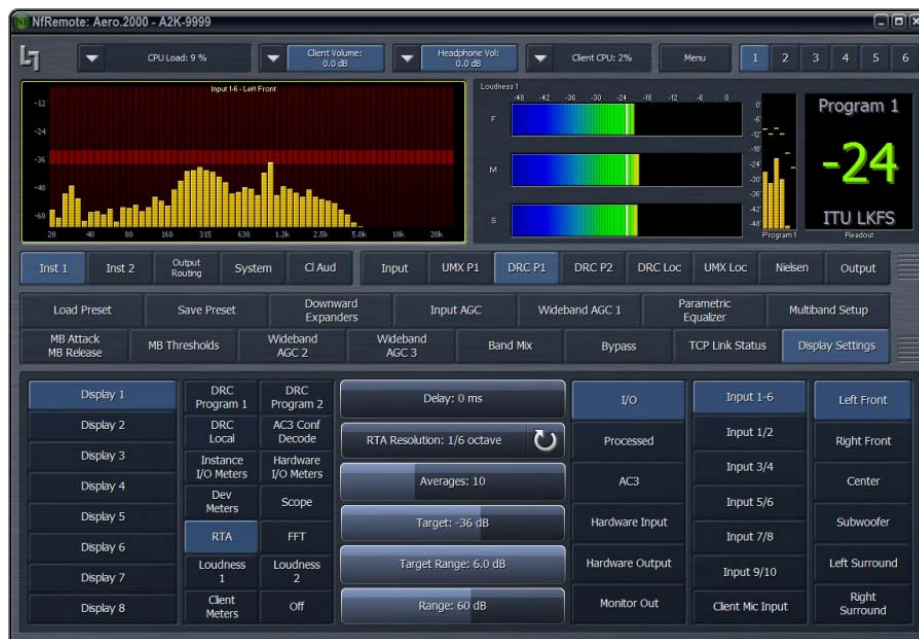 NfRemote: Aero.2000 - A2K-9999
CPU Load: 9 %
Client Volume:
0.0 dB
Headphone Vol:
0.0 dB
Client CPU: 2%
Menu
1 2 3 4 5 6
Input 1-6 - Left Front
-12
-24
-36
-48
-60
20 40 80 160 315 630 1.3k 2.5k 5.0k 10k 20k
Loudness 1
-48 -42 -36 -30 -24 -18 -12 -6 0
F
M
S
0
-6
-12
-18
-24
-30
-36
-42
-48
Program 1
Program 1
-24
ITU LKFS
Readout
Inst 1 Inst 2 Output
Routing System Cl Aud Input UMX P1 DRC P1 DRC P2 DRC Loc UMX Loc Nielsen Output
Load Preset Save Preset Downward
Expanders Input AGC Wideband AGC 1 Parametric
Equalizer Multiband Setup
MB Attack
MB Release MB Thresholds Wideband
AGC 2 Wideband
AGC 3 Band Mix Bypass TCP Link Status Display Settings
Display 1
Display 2
Display 3
Display 4
Display 5
Display 6
Display 7
Display 8
DRC
Program 1
DRC
Program 2
DRC
Local
AC3 Conf
Decode
Instance
I/O Meters
Hardware
I/O Meters
Dev
Meters
Scope
RTA
FFT
Loudness
1
Loudness
2
Client
Meters
Off
Delay: 0 ms
RTA Resolution: 1/6 octave
Averages: 10
Target: -36 dB
Target Range: 6.0 dB
Range: 60 dB
I/O
Processed
AC3
Hardware Input
Hardware Output
Monitor Out
Input 1-6
Input 1/2
Input 3/4
Input 5/6
Input 7/8
Input 9/10
Client Mic Input
Left Front
Right Front
Center
Subwoofer
Left Surround
Right
Surround